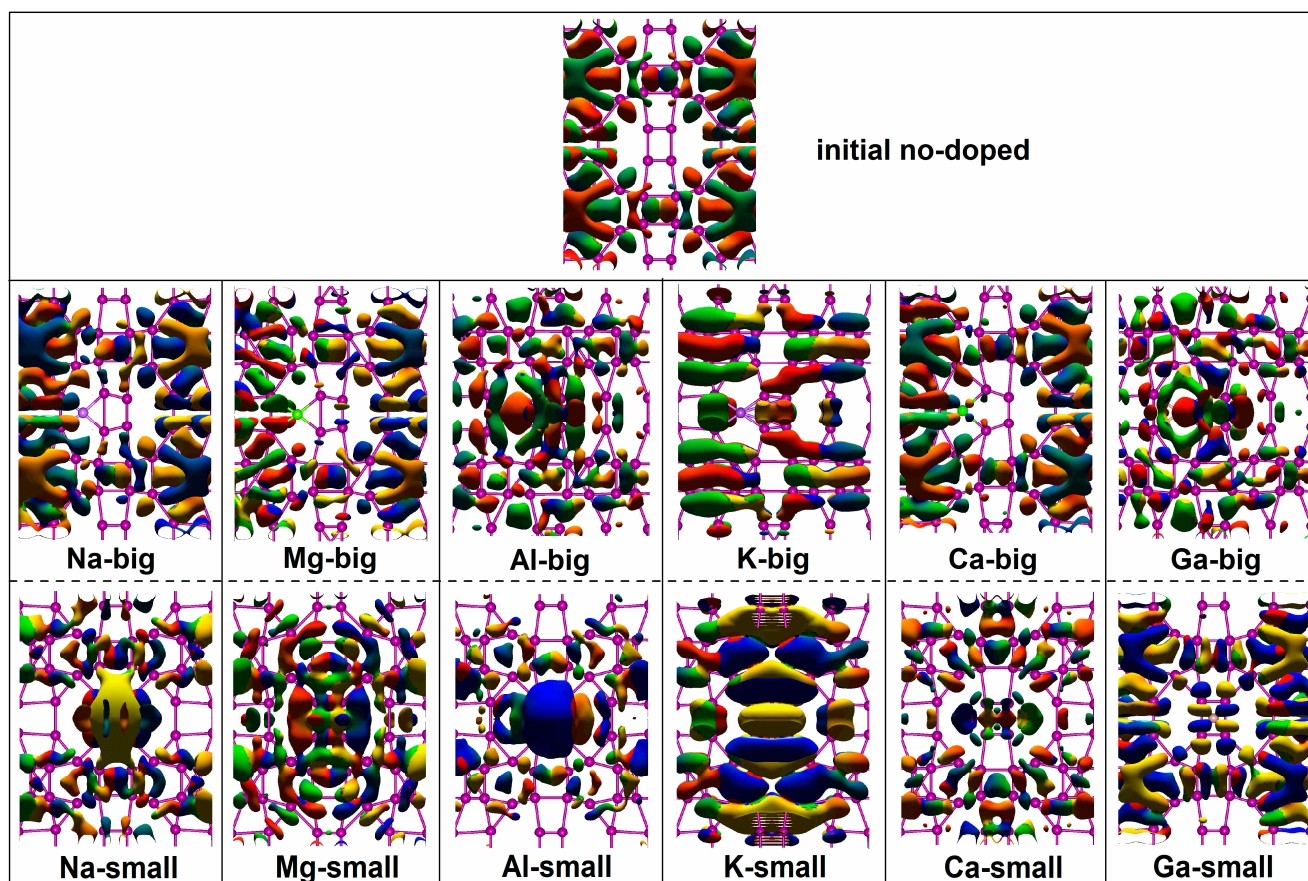 initial no-doped
Na-big
Mg-big
Al-big
K-big
Ca-big
Ga-big
Na-small
Mg-small
Al-small
K-small
Ca-small
Ga-small